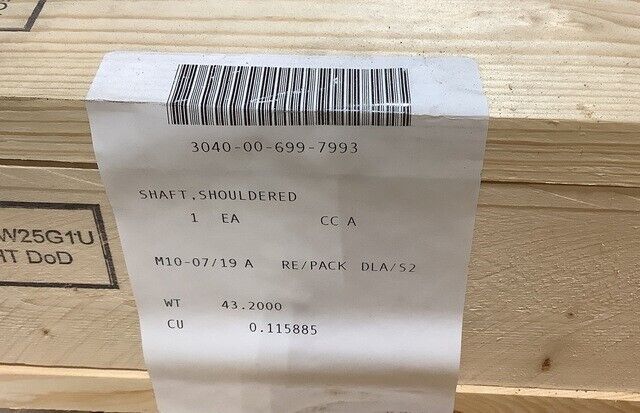 3040-00-699-7993
SHAFT,SHOULDERED
1 EA CC A
M10-07/19 A RE/PACK DLA/S2
WT 43.2000
CU 0.115885
W25G1U
HT DoD